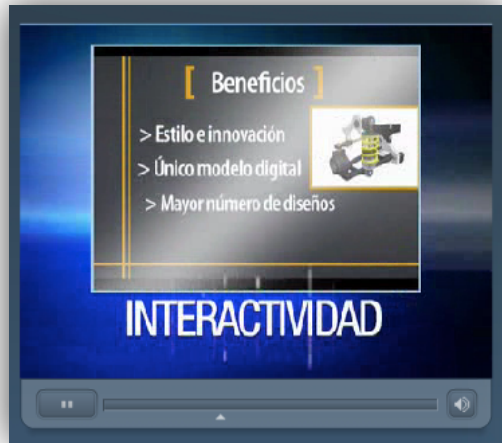 [ Beneficios ]
> Estilo e innovación
> Único modelo digital
> Mayor número de diseños
INTERACTIVIDAD